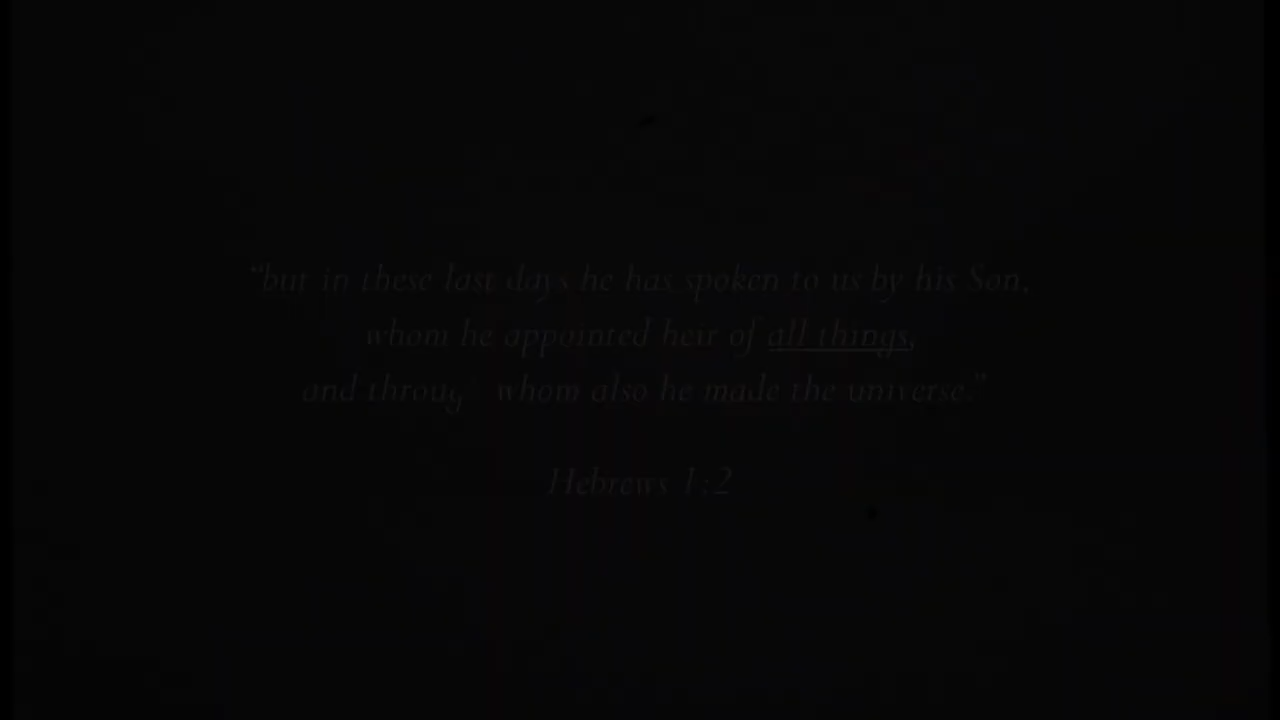 “but in these last days he has spoken to us by his Son,
whom he appointed heir of all things,
and through whom also he made the universe.”
Hebrews 1:2